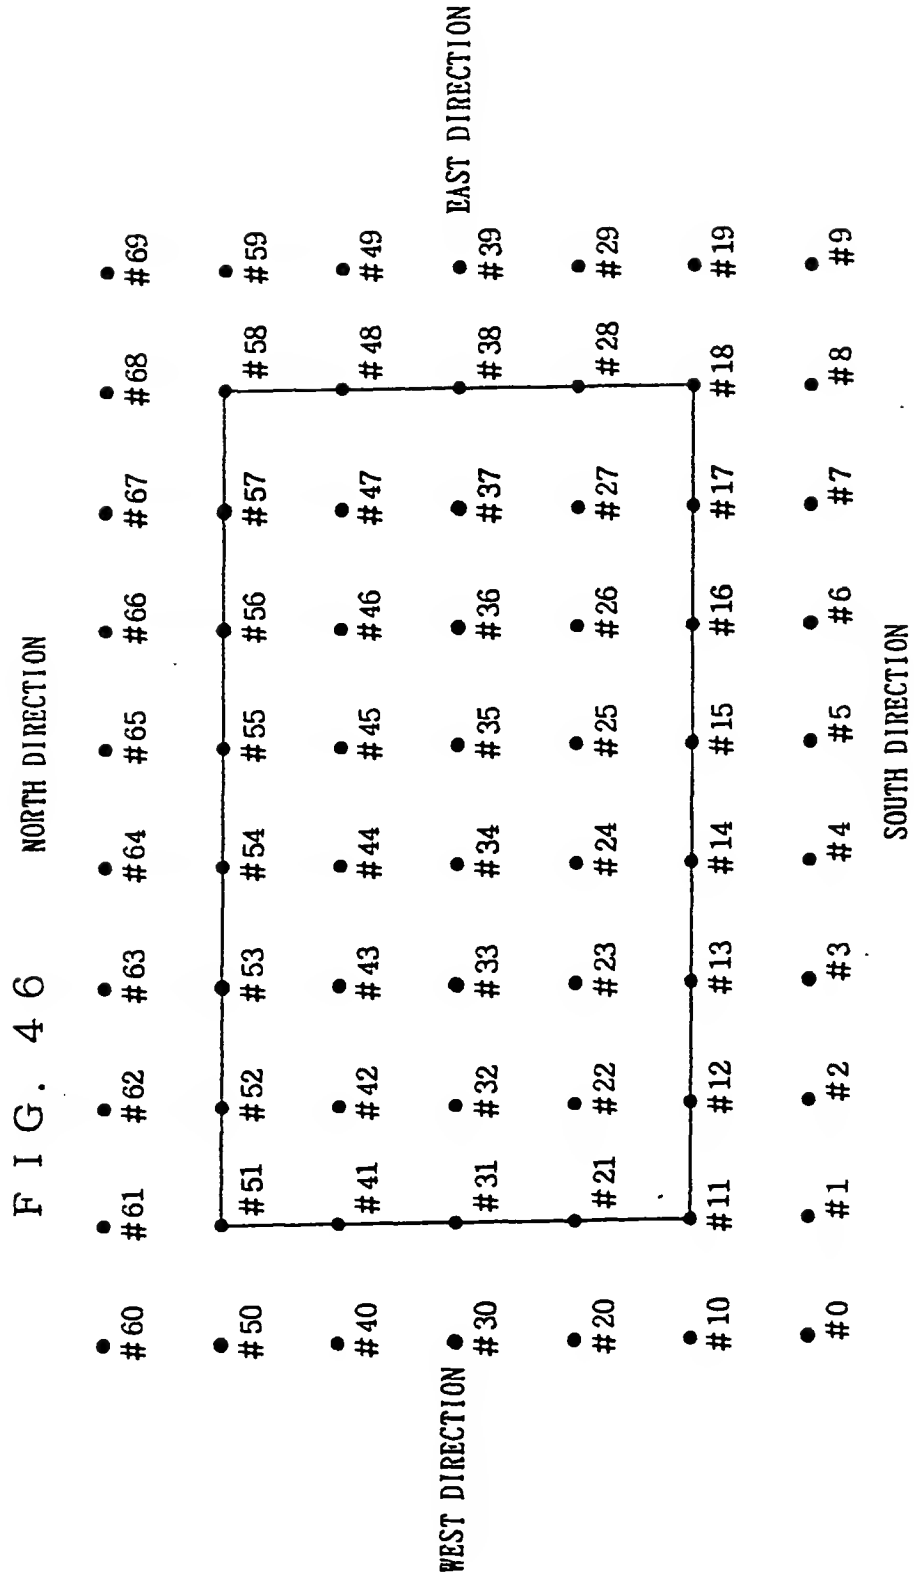 FIG. 46
NORTH DIRECTION
#60 #61 #62 #63 #64 #65 #66 #67 #68 #69
#50 #51 #52 #53 #54 #55 #56 #57 #58 #59
#40 #41 #42 #43 #44 #45 #46 #47 #48 #49
WEST DIRECTION
#30 #31 #32 #33 #34 #35 #36 #37 #38 #39
EAST DIRECTION
#20 #21 #22 #23 #24 #25 #26 #27 #28 #29
#10 #11 #12 #13 #14 #15 #16 #17 #18 #19
#0 #1 #2 #3 #4 #5 #6 #7 #8 #9
SOUTH DIRECTION